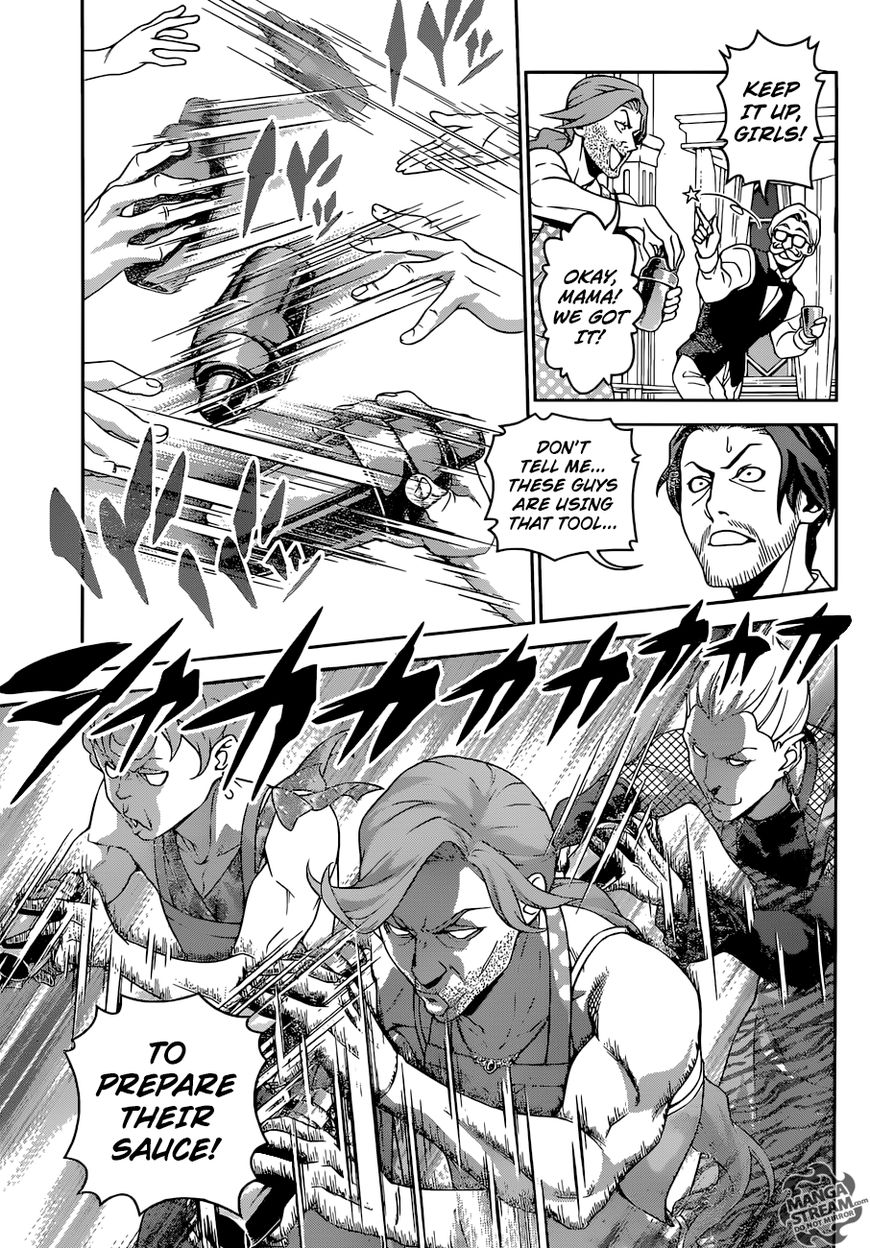 KEEP
IT UP,
GIRLS!
OKAY,
MAMA!
WE GOT
IT!
DON'T
TELL ME...
THESE GUYS
ARE USING
THAT TOOL...
シャカカカカカカカカ
TO
PREPARE
THEIR
SAUCE!
MANGA
STREAM.com
DO NOT MIRROR